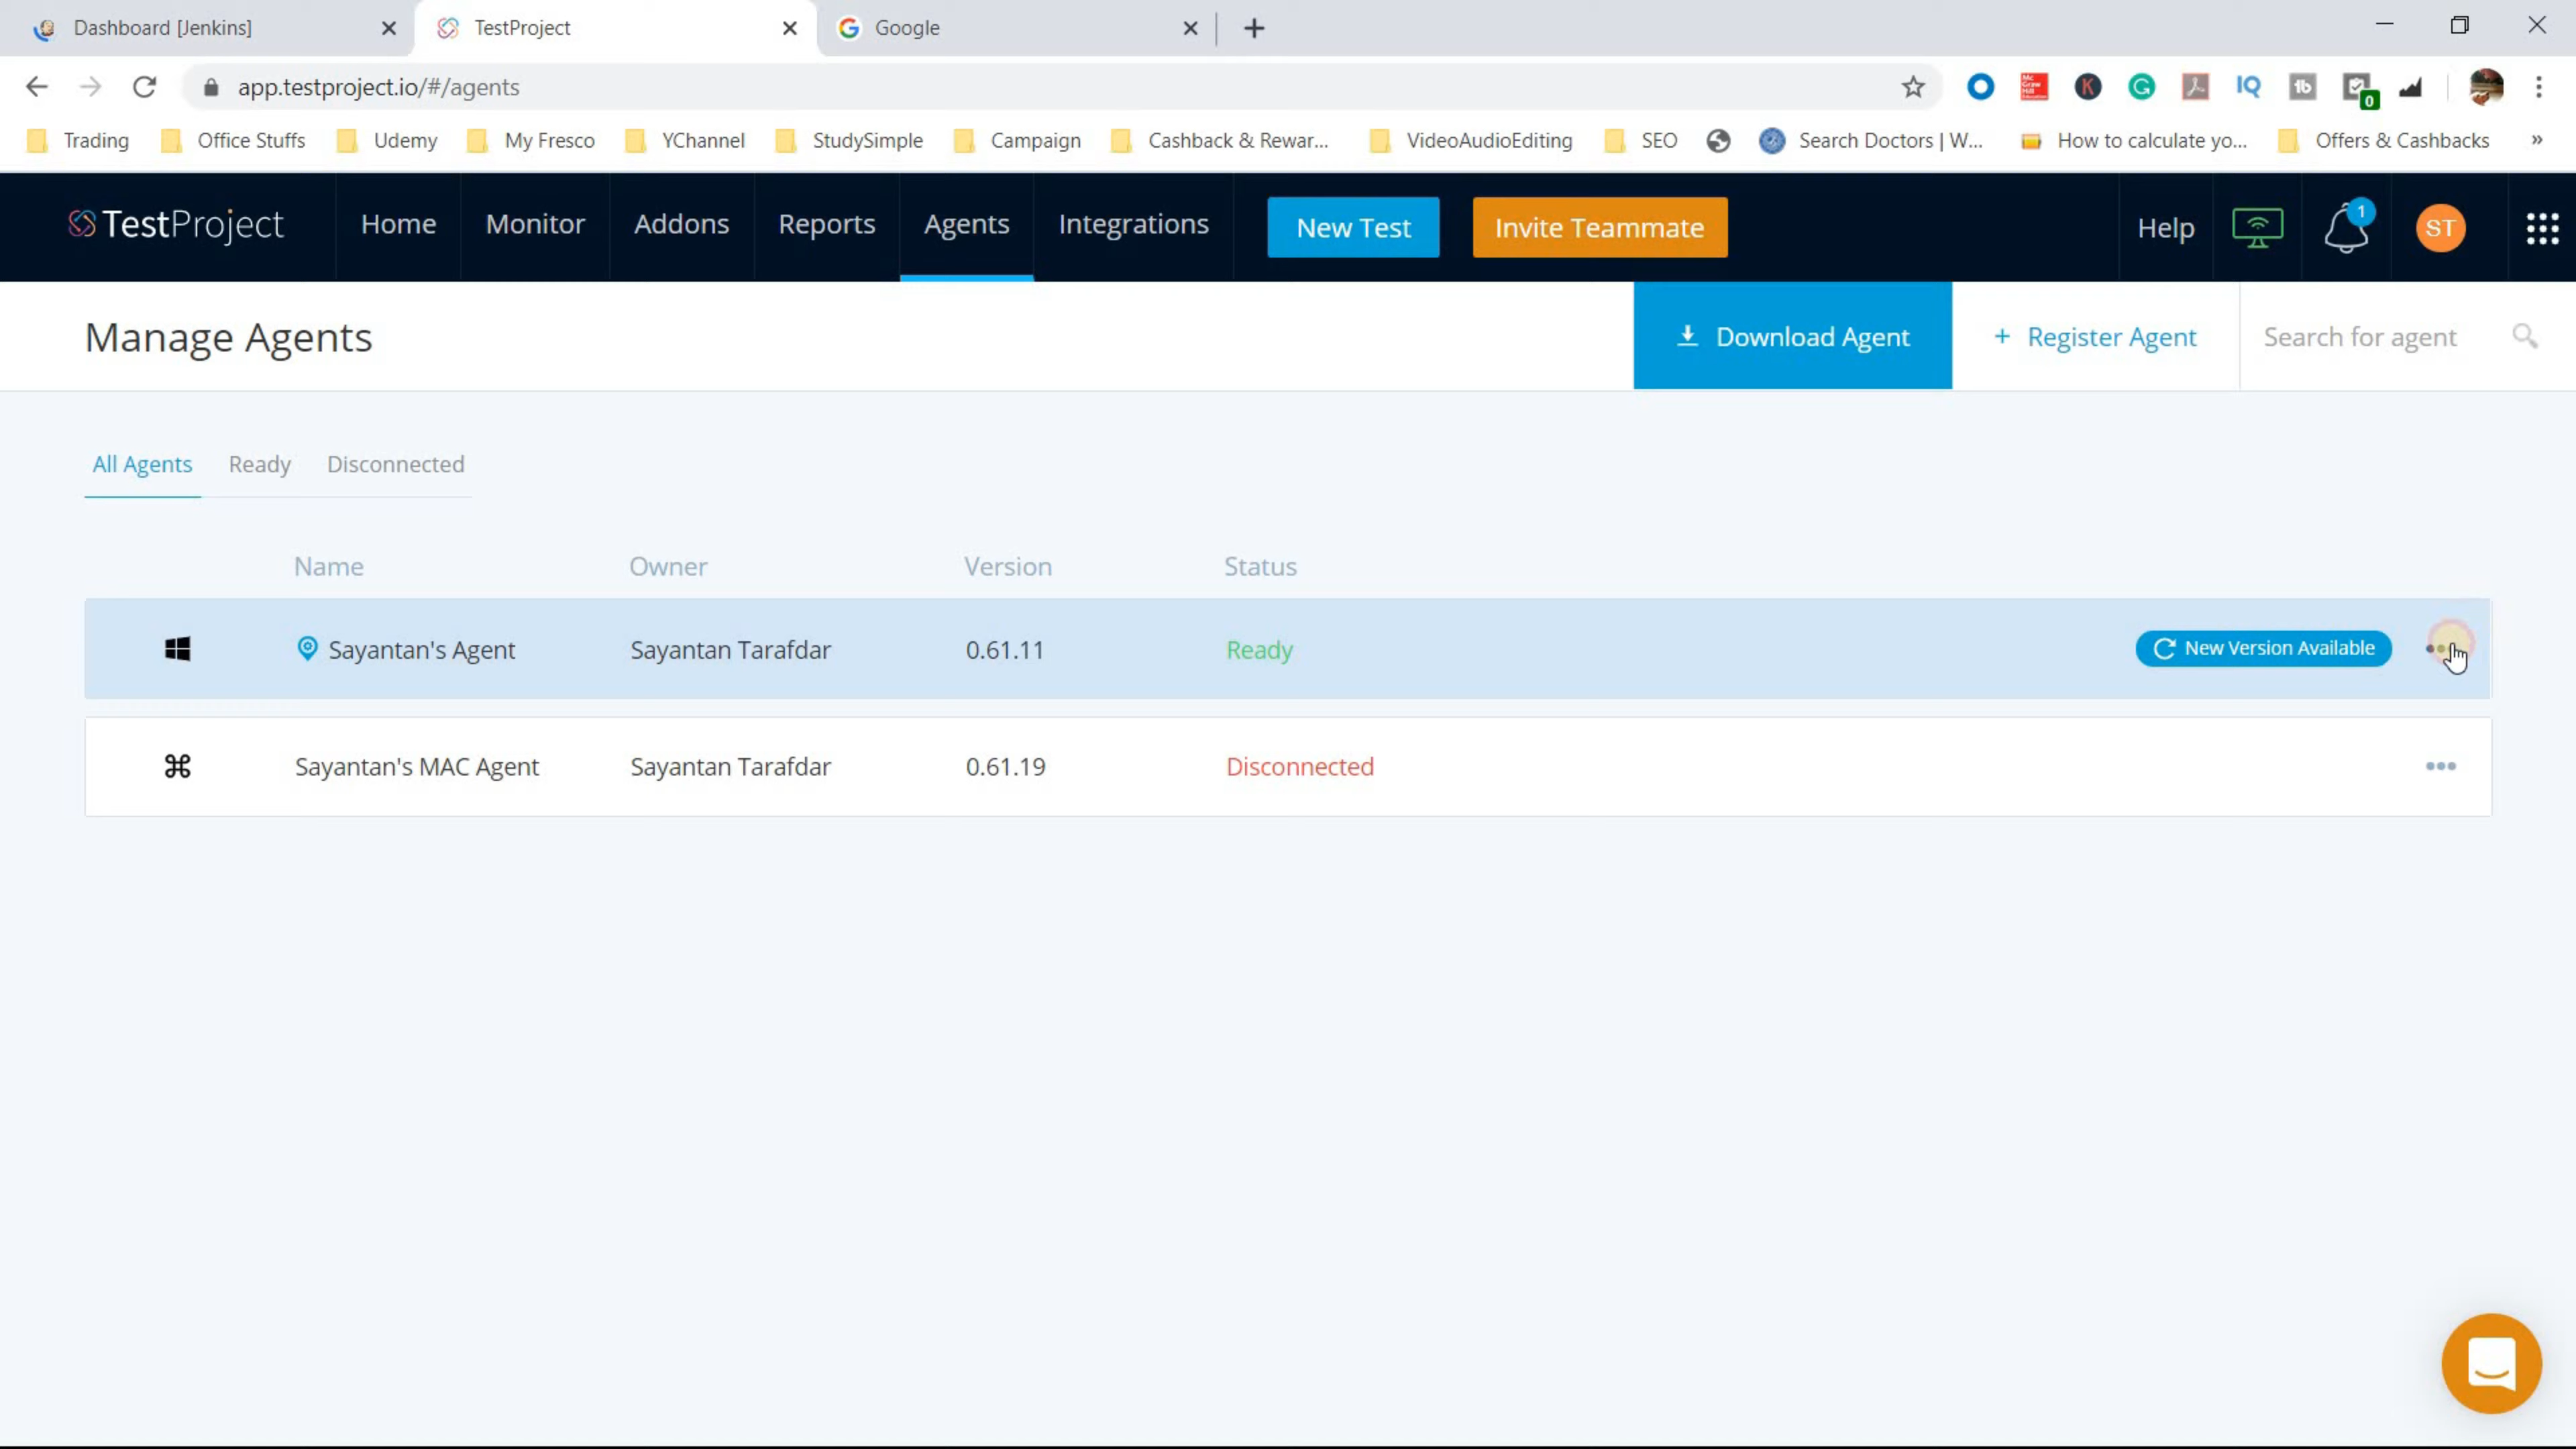 Dashboard [Jenkins] TestProject Google
app.testproject.io/#/agents
Trading Office Stuffs Udemy My Fresco YChannel StudySimple Campaign Cashback & Rewar... VideoAudioEditing SEO Search Doctors | W... How to calculate yo... Offers & Cashbacks »
TestProject Home Monitor Addons Reports Agents Integrations New Test Invite Teammate Help 1 ST
Manage Agents Download Agent + Register Agent Search for agent
All Agents Ready Disconnected
Name Owner Version Status
Sayantan's Agent Sayantan Tarafdar 0.61.11 Ready New Version Available
Sayantan's MAC Agent Sayantan Tarafdar 0.61.19 Disconnected